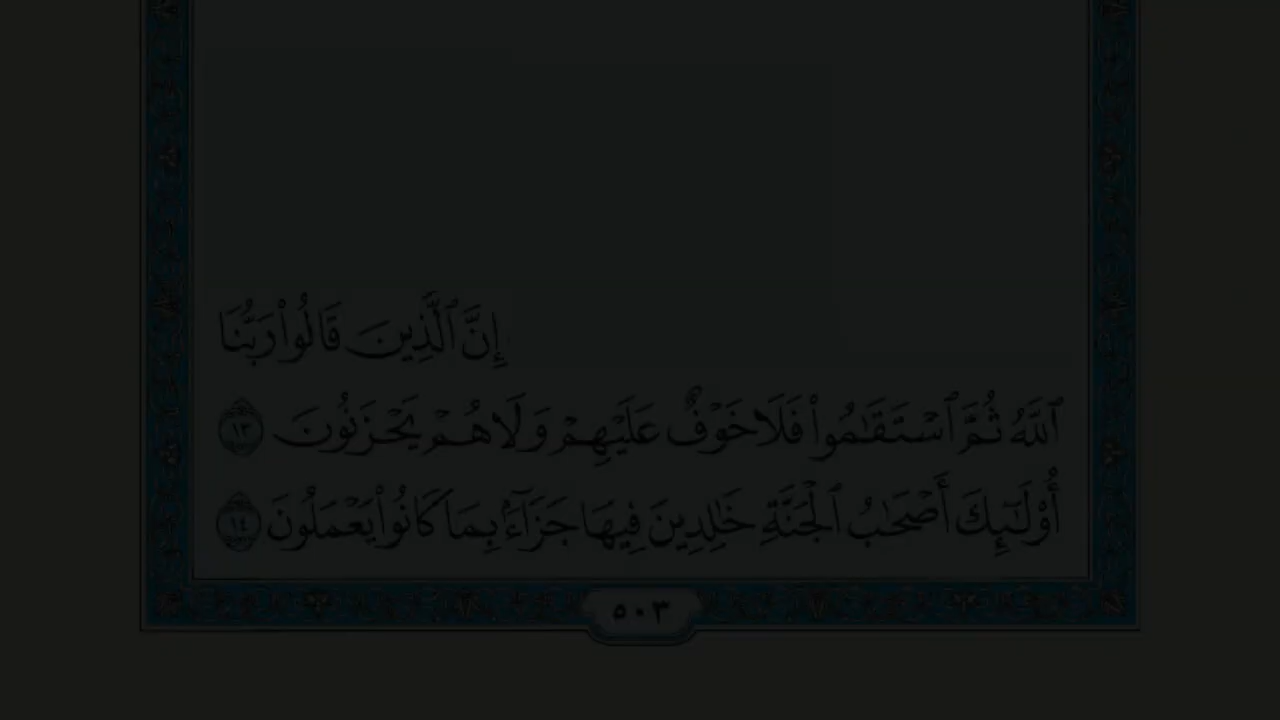 إِنَّ ٱلَّذِينَ قَالُوا۟ رَبُّنَا
ٱللَّهُ ثُمَّ ٱسْتَقَـٰمُوا۟ فَلَا خَوْفٌ عَلَيْهِمْ وَلَا هُمْ يَحْزَنُونَ ١٣
أُو۟لَـٰٓئِكَ أَصْحَـٰبُ ٱلْجَنَّةِ خَـٰلِدِينَ فِيهَا جَزَآءًۢ بِمَا كَانُوا۟ يَعْمَلُونَ ١٤
٥٠٣